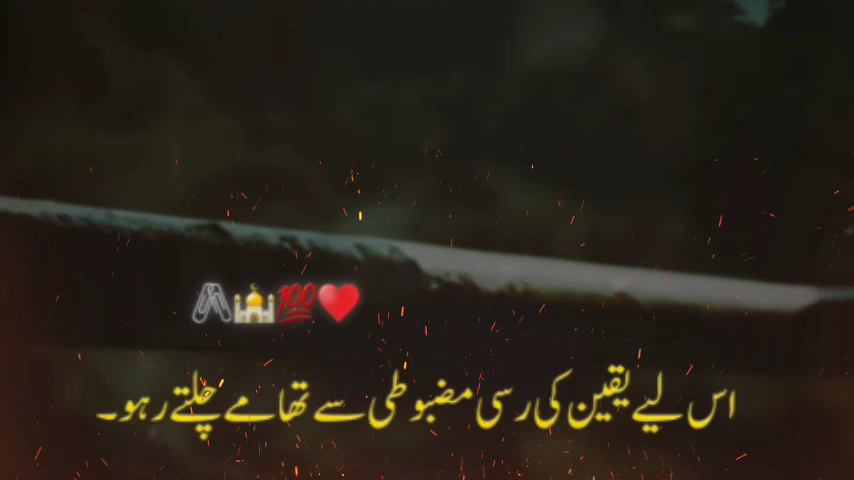 🖇️🕌💯♥️
اس لیے یقین کی رسی مضبوطی سے تھامے چلتے رہو۔